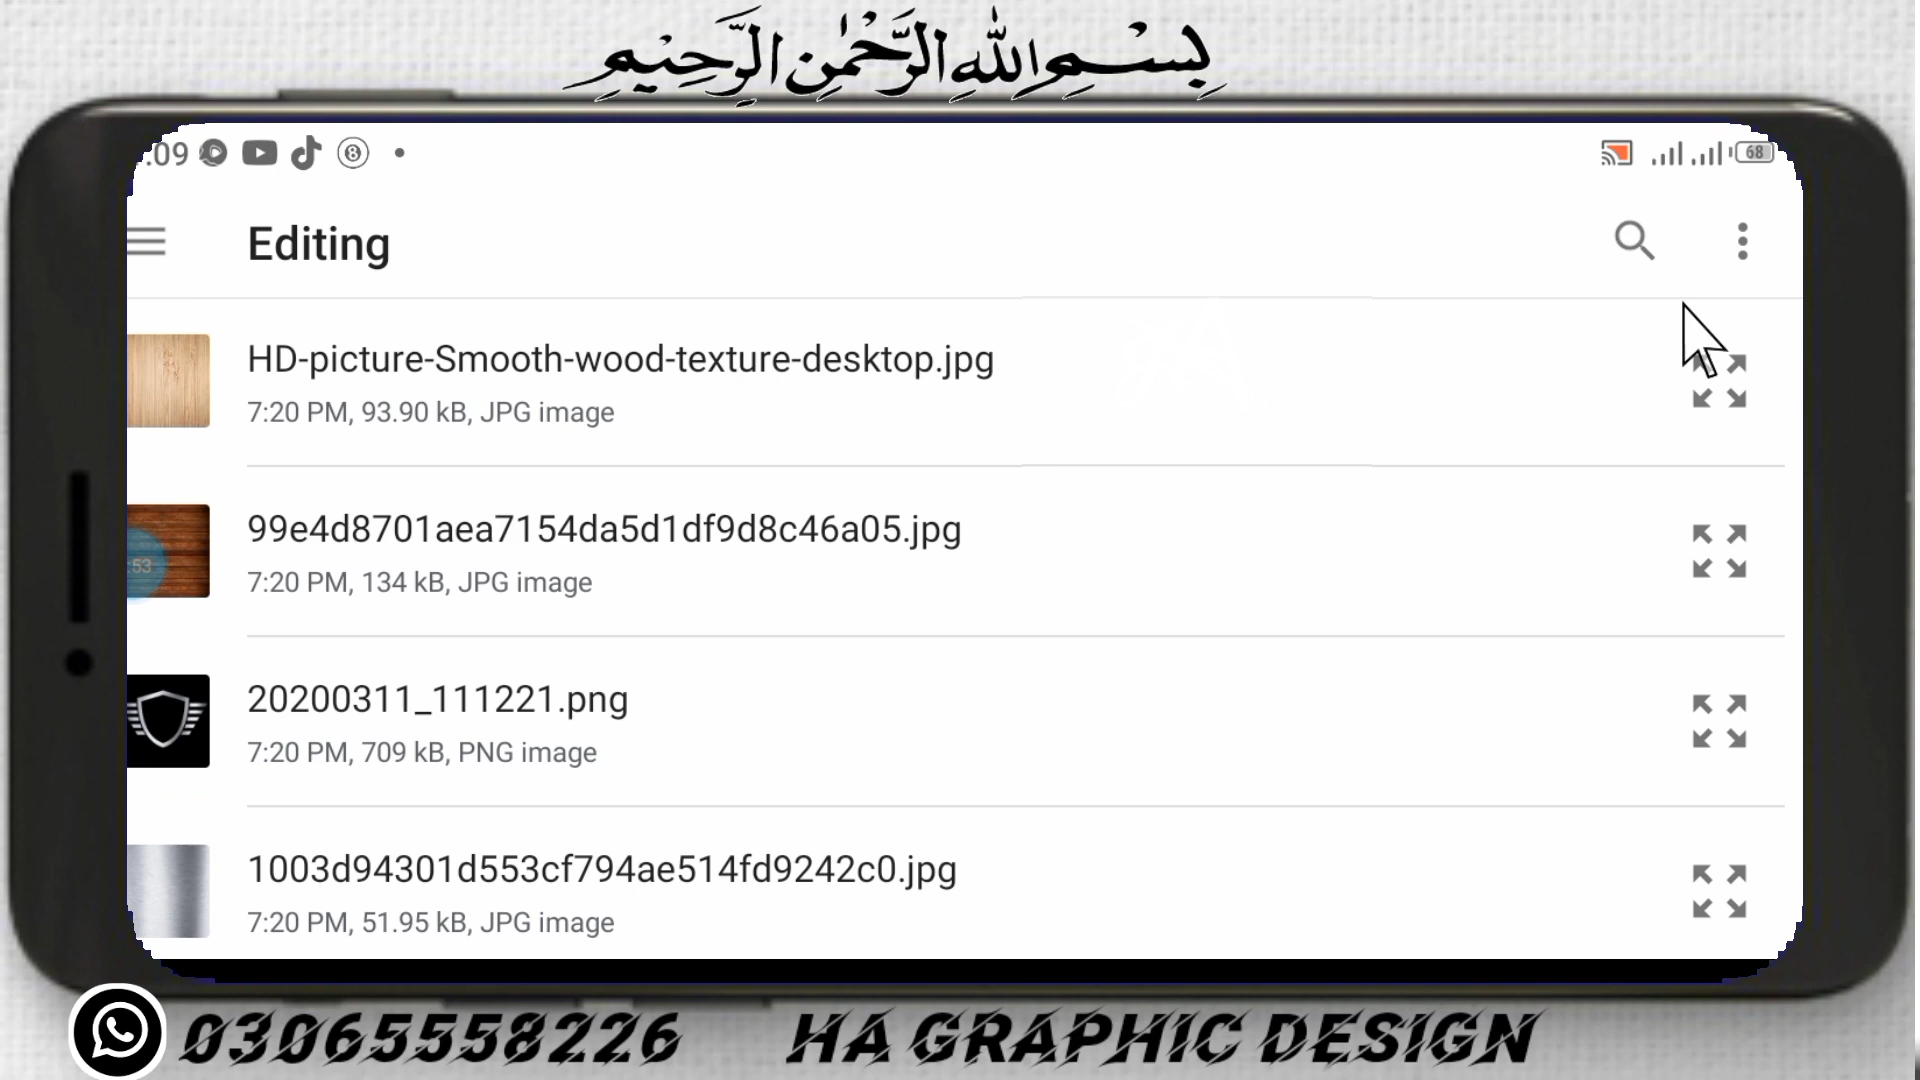 بِسْمِ اللهِ الرَّحْمٰنِ الرَّحِيْمِ
:09
68
Editing
HD-picture-Smooth-wood-texture-desktop.jpg
7:20 PM, 93.90 kB, JPG image
99e4d8701aea7154da5d1df9d8c46a05.jpg
:53
7:20 PM, 134 kB, JPG image
20200311_111221.png
7:20 PM, 709 kB, PNG image
1003d94301d553cf794ae514fd9242c0.jpg
7:20 PM, 51.95 kB, JPG image
03065558226 HA GRAPHIC DESIGN